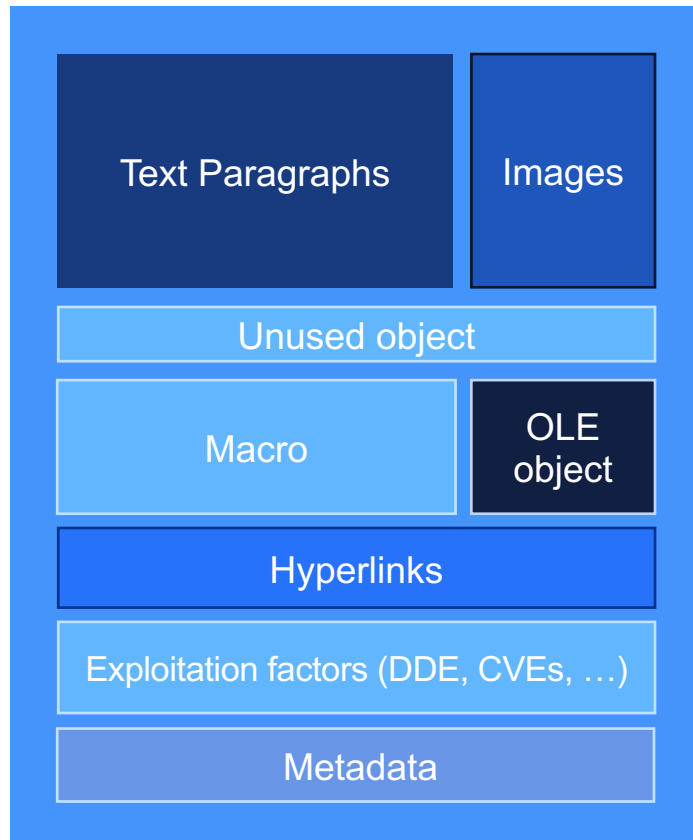 Text Paragraphs
Images
Unused object
Macro
OLE
object
Hyperlinks
Exploitation factors (DDE, CVEs, …)
Metadata